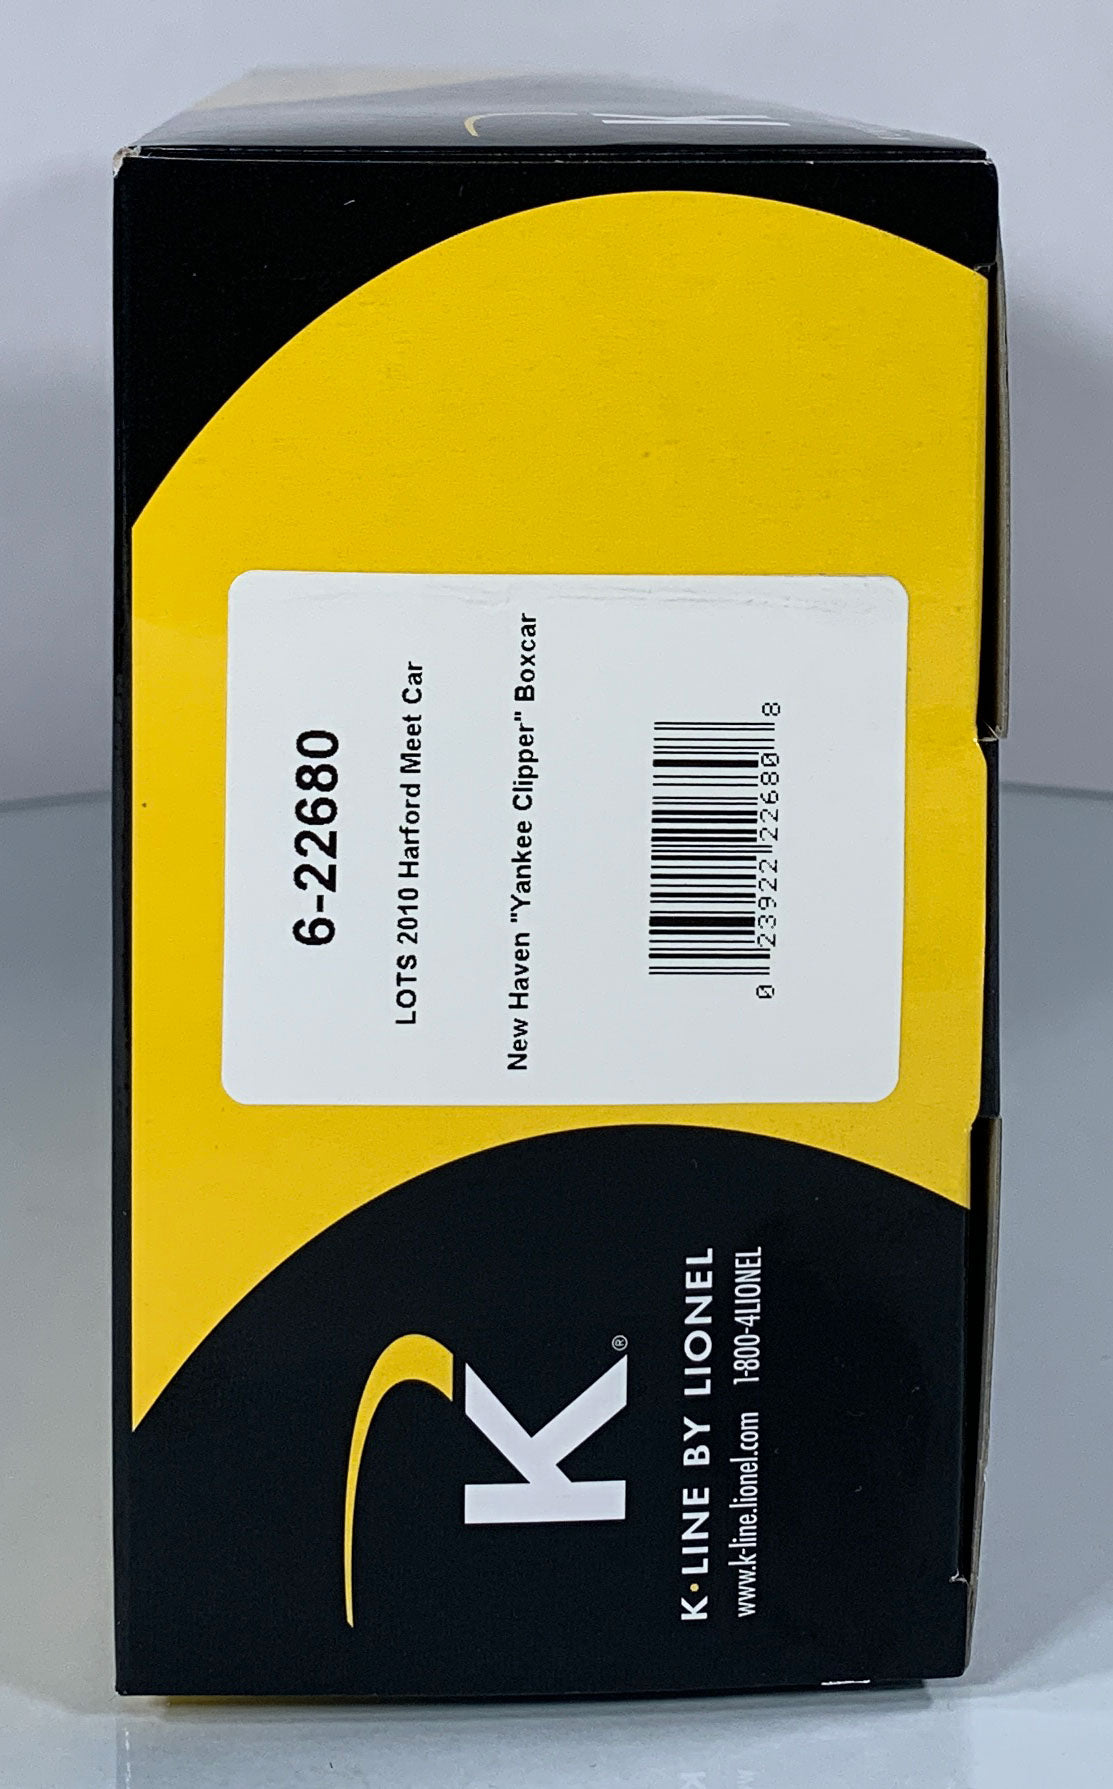 6-22680
LOTS 2010 Harford Meet Car
New Haven "Yankee Clipper" Boxcar
0 23922 22680 8
K®
K•LINE BY LIONEL
www.k-line.lionel.com 1-800-4LIONEL
K